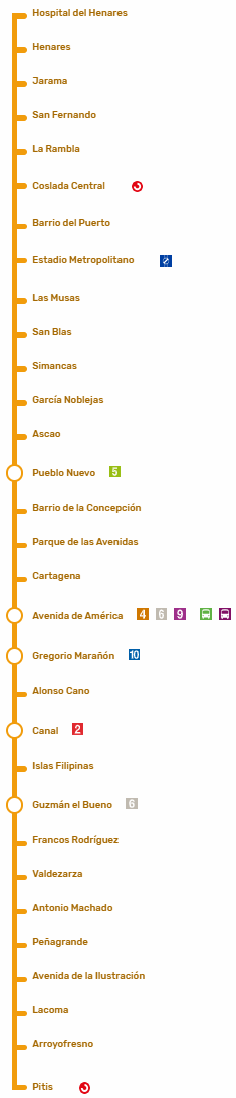 Hospital del Henares
Henares
Jarama
San Fernando
La Rambla
Coslada Central
Barrio del Puerto
Estadio Metropolitano
Las Musas
San Blas
Simancas
García Noblejas
Ascao
Pueblo Nuevo 5
Barrio de la Concepción
Parque de las Avenidas
Cartagena
Avenida de América 4 6 9
Gregorio Marañón 10
Alonso Cano
Canal 2
Islas Filipinas
Guzmán el Bueno 6
Francos Rodríguez
Valdezarza
Antonio Machado
Peñagrande
Avenida de la Ilustración
Lacoma
Arroyofresno
Pitis